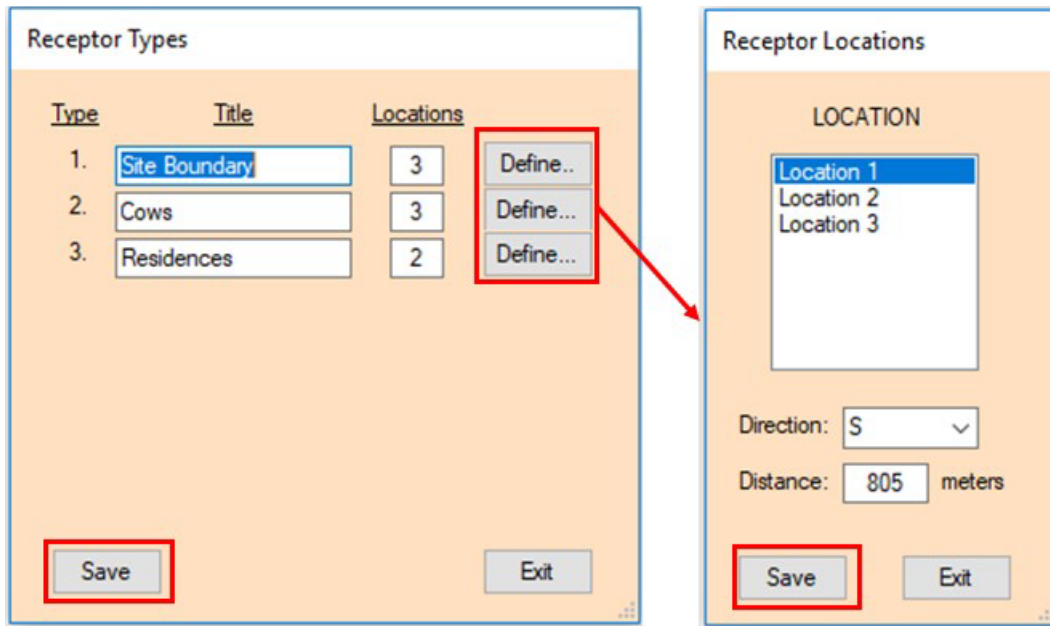 Receptor Types
Type Title Locations
1. Site Boundary 3 Define..
2. Cows 3 Define...
3. Residences 2 Define...
Save Exit
Receptor Locations
LOCATION
Location 1
Location 2
Location 3
Direction: S
Distance: 805 meters
Save Exit